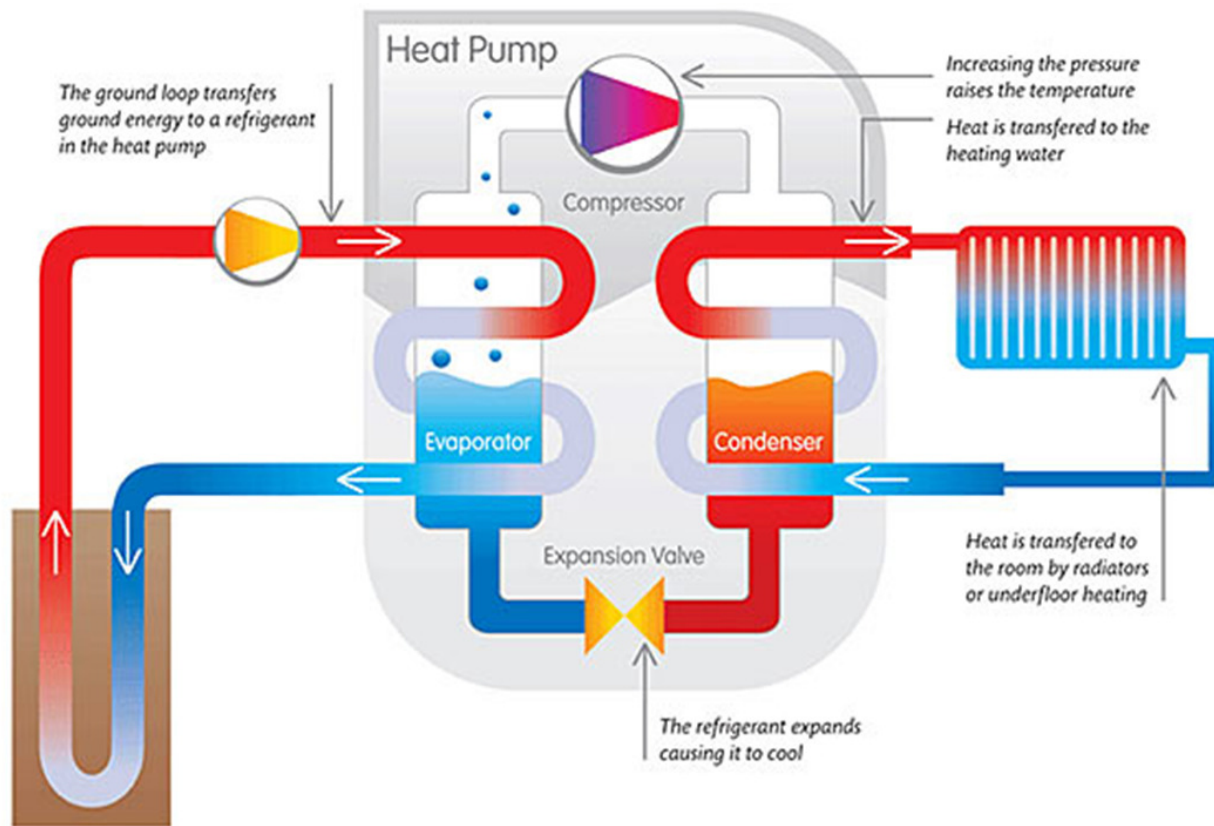 Heat Pump
The ground loop transfers
ground energy to a refrigerant
in the heat pump
Increasing the pressure
raises the temperature
Heat is transfered to the
heating water
Compressor
Evaporator
Condenser
Expansion Valve
Heat is transfered to
the room by radiators
or underfloor heating
The refrigerant expands
causing it to cool